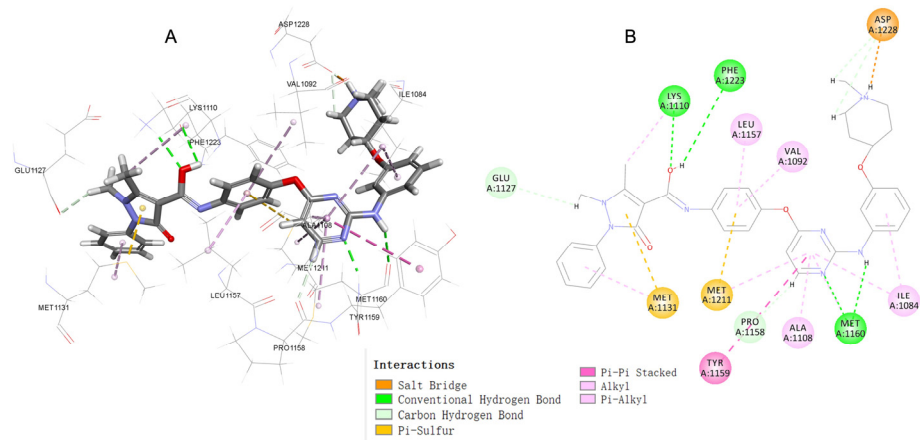 A
ASP1228
VAL1092
ILE1084
LYS1110
PHE1223
GLU1127
MET1211
MET1131
LEU1157
MET1160
TYR1159
PRO1158
B
ASP
A:1228
PHE
A:1223
LYS
A:1110
LEU
A:1157
VAL
A:1092
GLU
A:1127
H
H
NH
H
O
H
N
N
N
O
O
O
N
N
N
H
H
MET
A:1131
MET
A:1211
PRO
A:1158
ALA
A:1108
MET
A:1160
ILE
A:1084
TYR
A:1159
Interactions
Salt Bridge
Conventional Hydrogen Bond
Carbon Hydrogen Bond
Pi-Sulfur
Pi-Pi Stacked
Alkyl
Pi-Alkyl